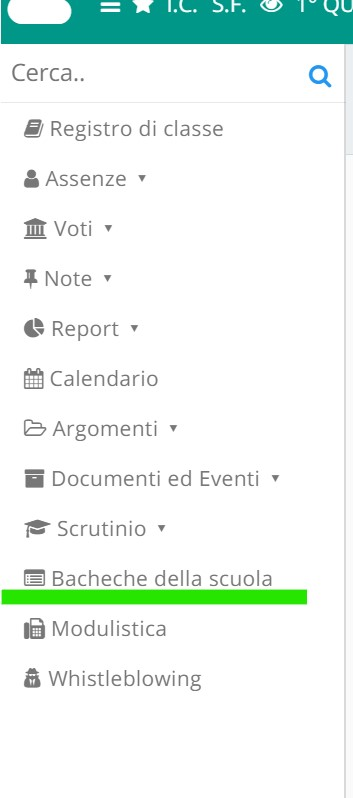 I.C. S.F. 1° QU
Cerca..
Registro di classe
Assenze
Voti
Note
Report
Calendario
Argomenti
Documenti ed Eventi
Scrutinio
Bacheche della scuola
Modulistica
Whistleblowing